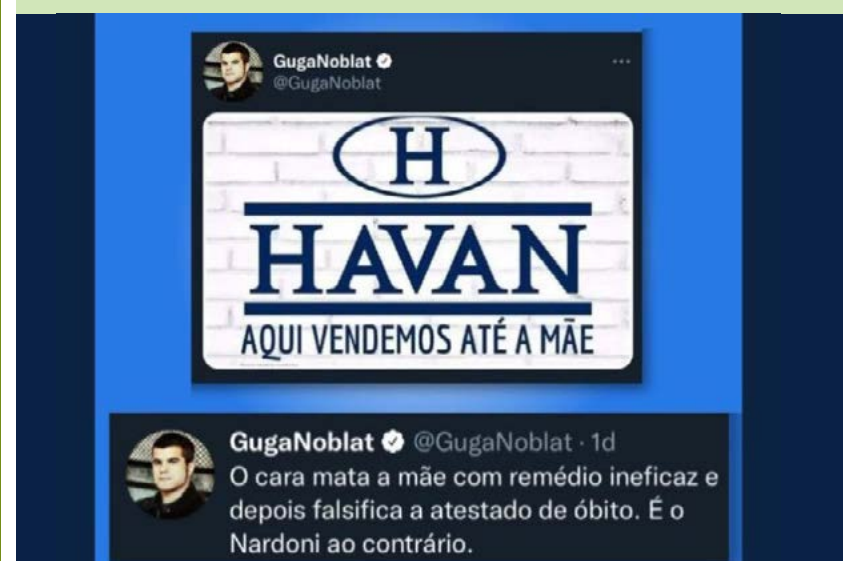 GugaNoblat
@GugaNoblat
H
HAVAN
AQUI VENDEMOS ATÉ A MÃE
GugaNoblat @GugaNoblat · 1d
O cara mata a mãe com remédio ineficaz e
depois falsifica a atestado de óbito. É o
Nardoni ao contrário.